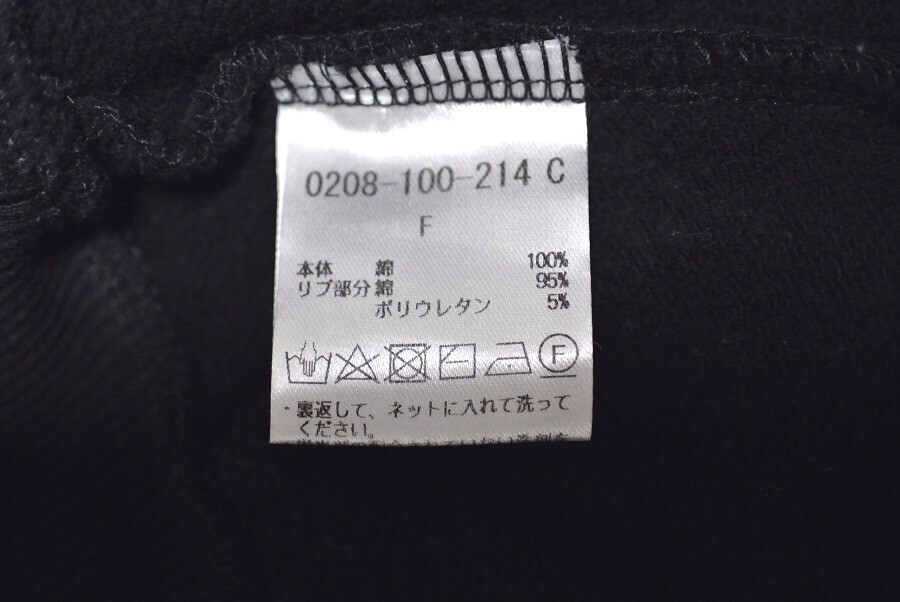 0208-100-214 C
F
本体 綿 100%
リブ部分 綿 95%
ポリウレタン 5%
F
・裏返して、ネットに入れて洗って
ください。